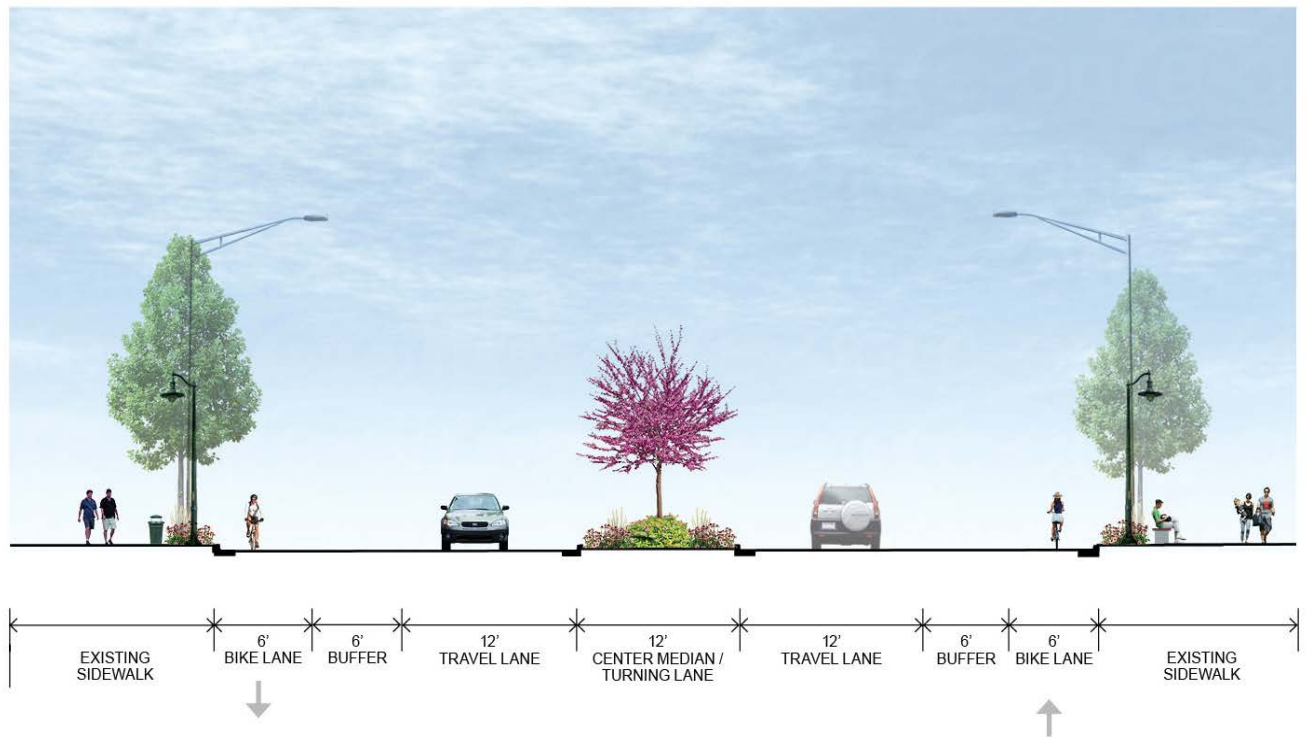 EXISTING
SIDEWALK
6'
BIKE LANE
6'
BUFFER
12'
TRAVEL LANE
12'
CENTER MEDIAN /
TURNING LANE
12'
TRAVEL LANE
6'
BUFFER
6'
BIKE LANE
EXISTING
SIDEWALK